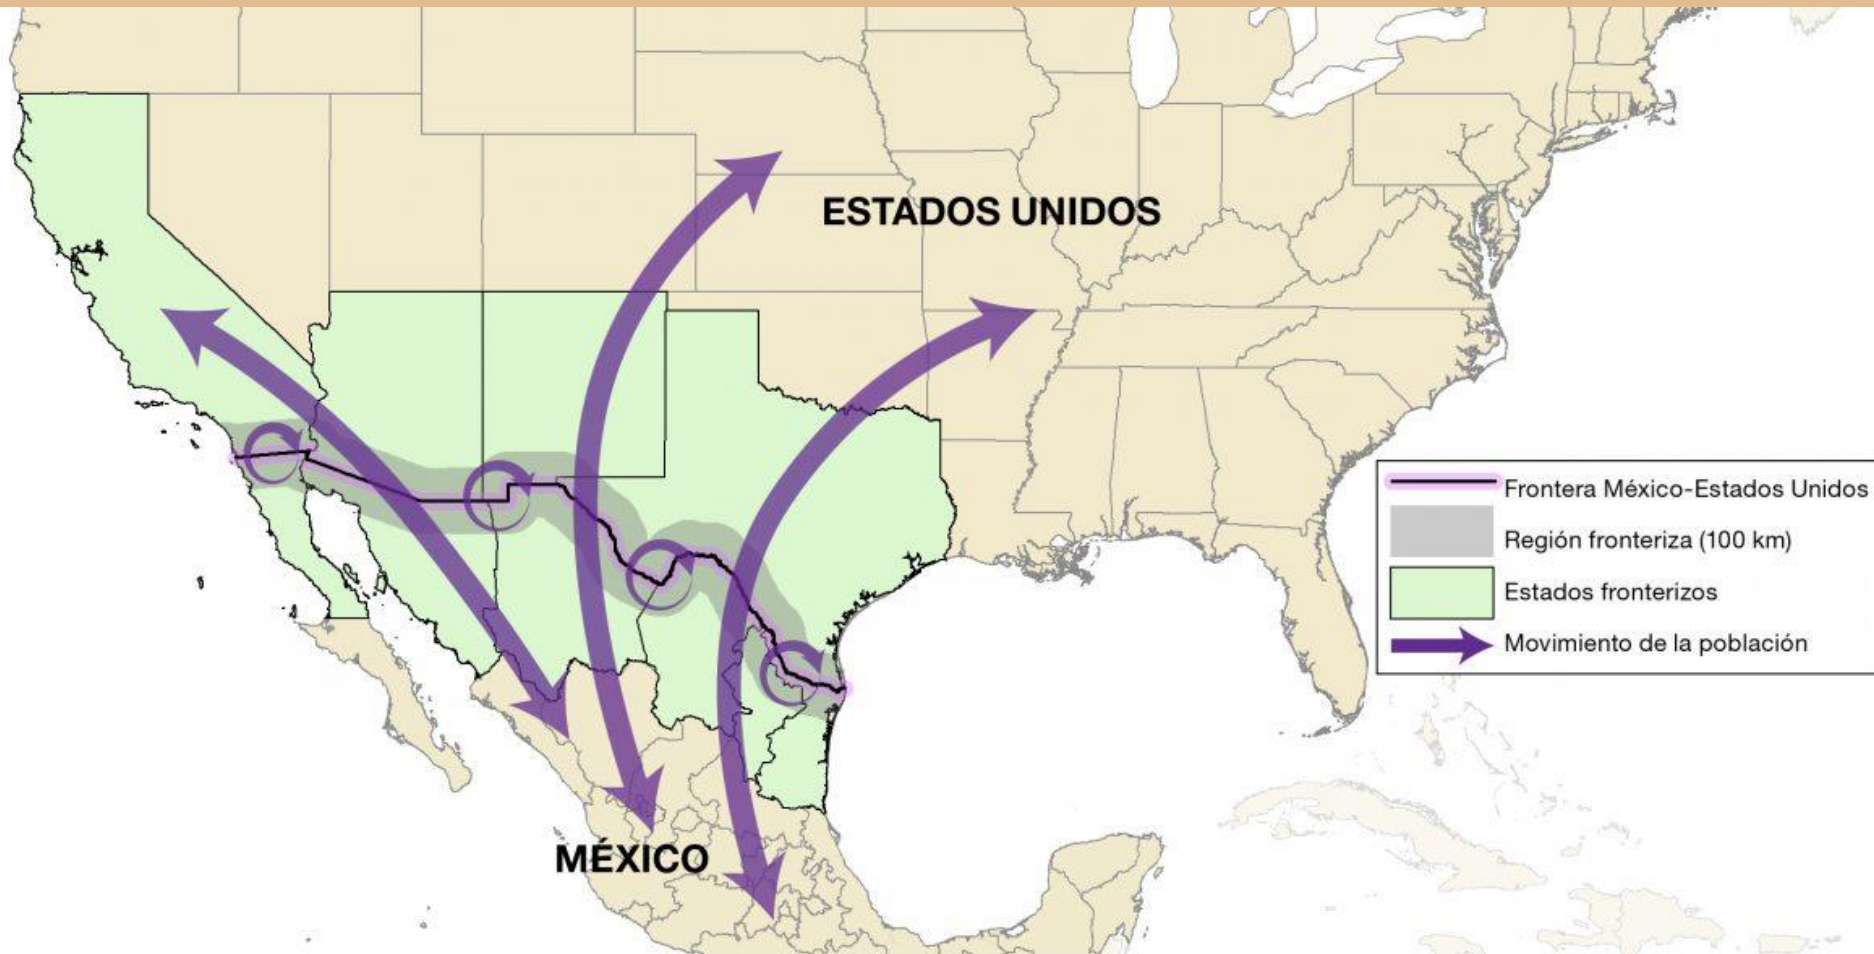 ESTADOS UNIDOS
Frontera México-Estados Unidos
Región fronteriza (100 km)
Estados fronterizos
Movimiento de la población
MÉXICO